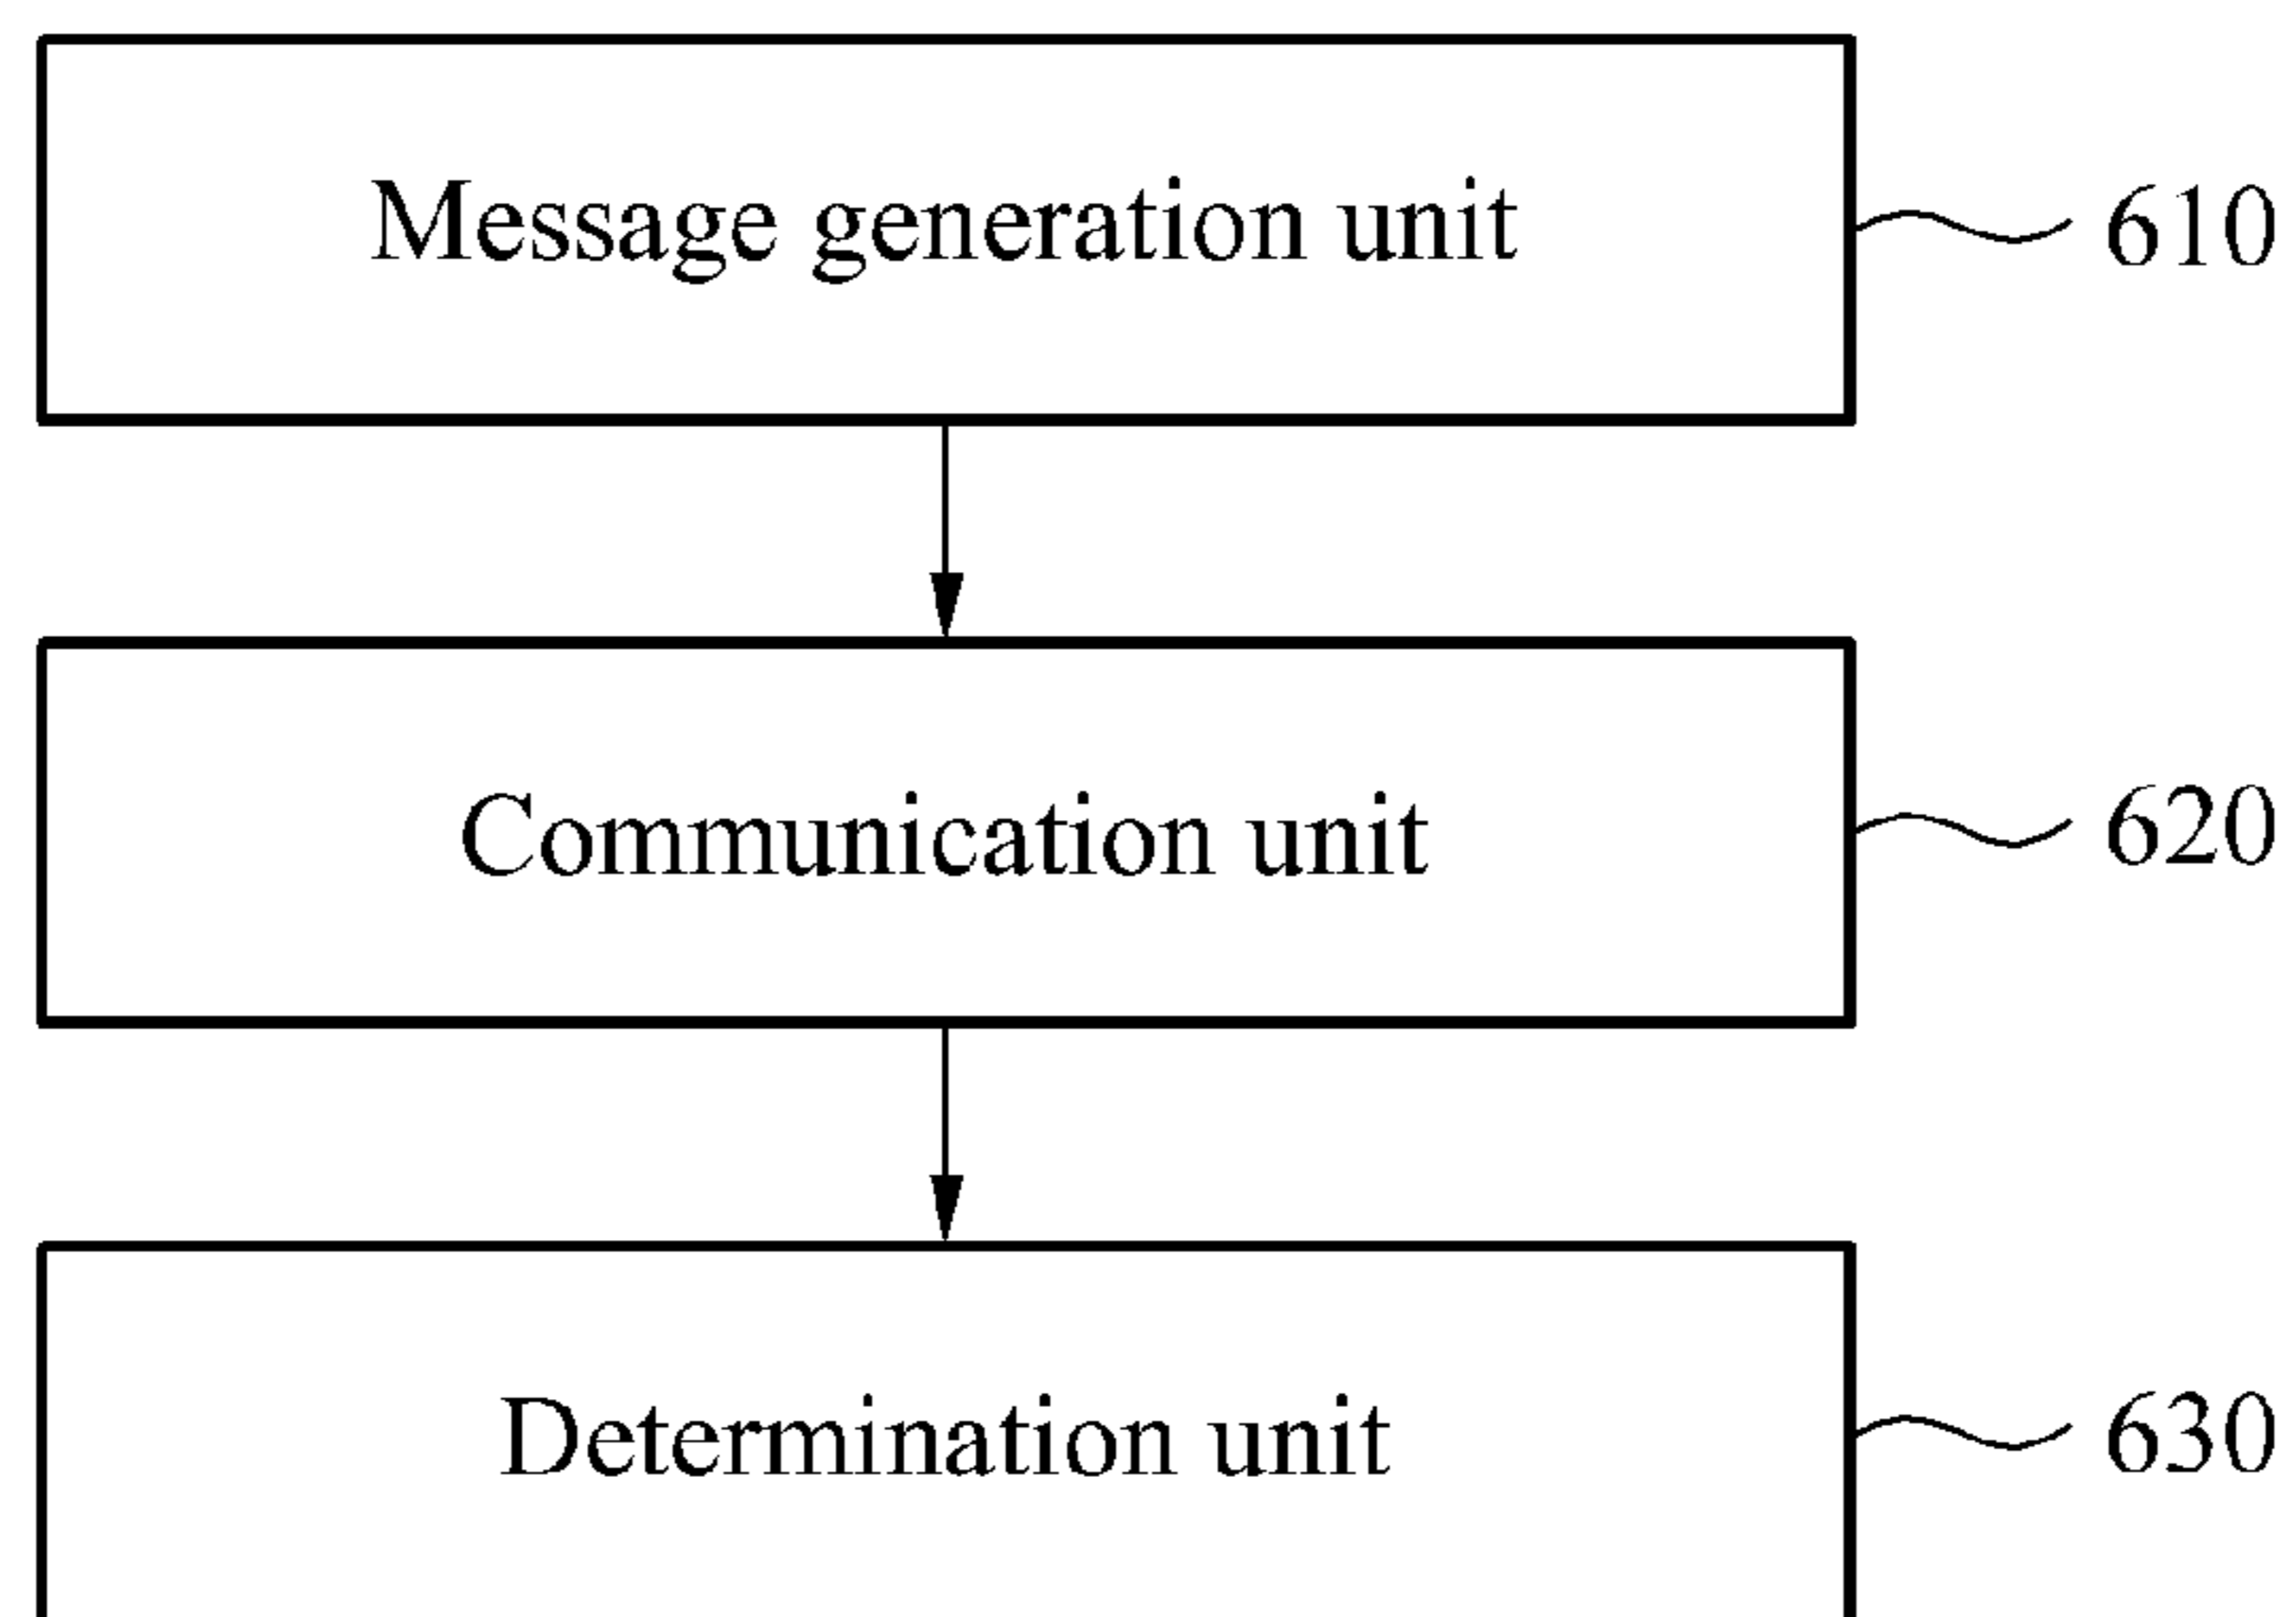 Message generation unit 610
Communication unit 620
Determination unit 630